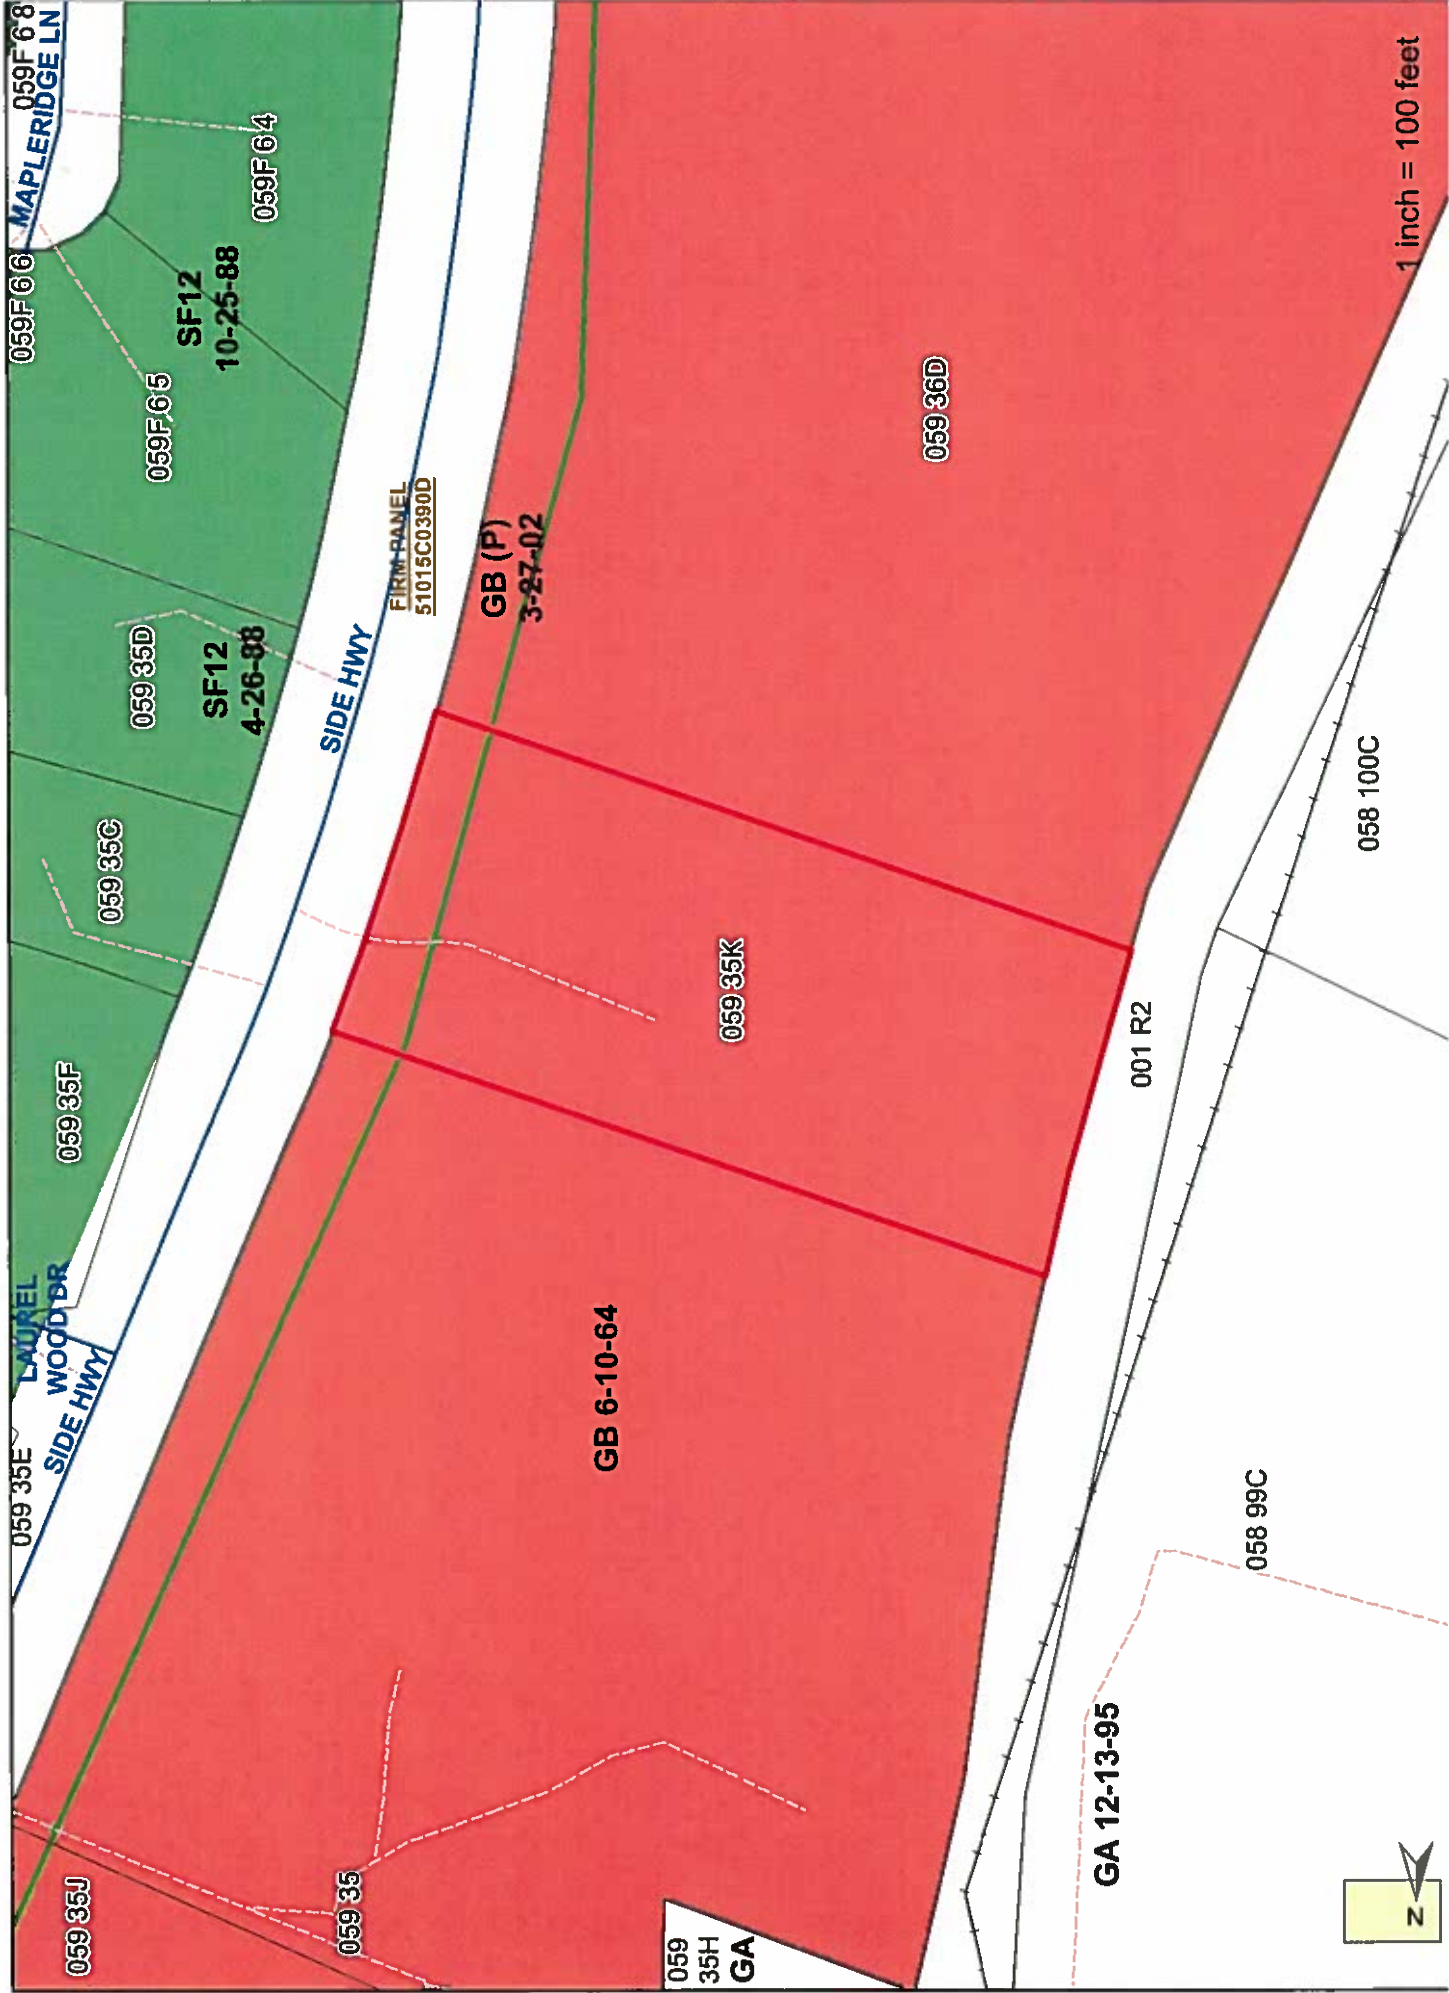 059F 6 8
MAPLERIDGE LN
059F 6 6
059F 6 4
SF12
10-25-88
059F 6 5
059 35D
SF12
4-26-88
059 35C
059 35F
LAUREL
WOOD DR
SIDE HWY
059 35E
SIDE HWY
FIRM PANEL
51015C0390D
GB (P)
3-27-02
059 36D
059 35K
GB 6-10-64
059 35J
059 35
059
35H
GA
001 R2
058 100C
058 99C
GA 12-13-95
1 inch = 100 feet
N